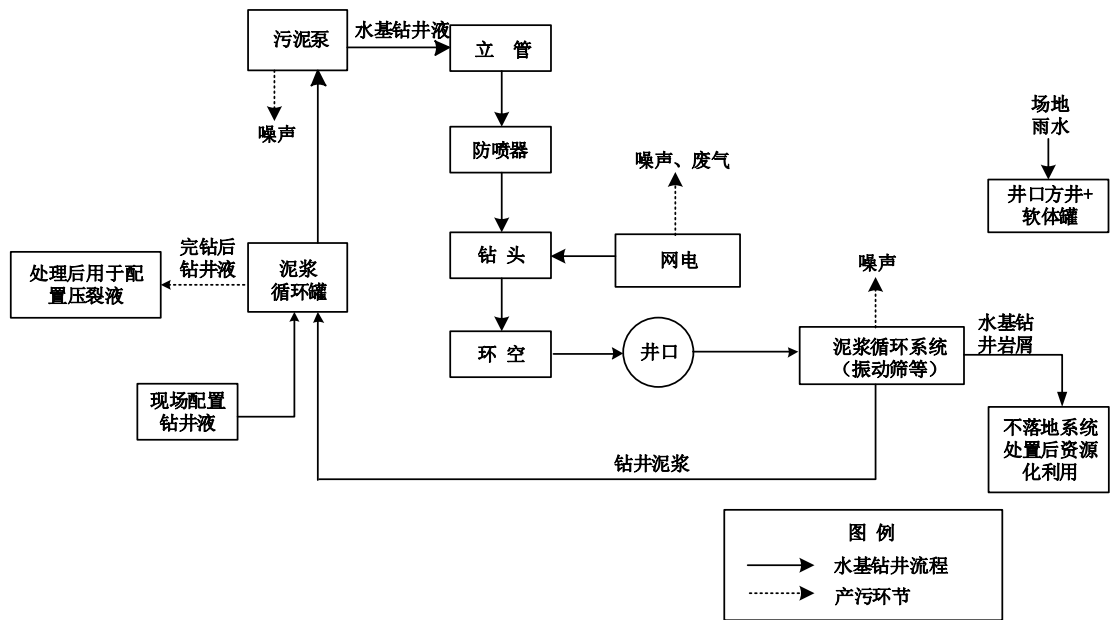 污泥泵
水基钻井液
立 管
噪声
防喷器
噪声、废气
场地
雨水
井口方井+
软体罐
钻 头
网电
完钻后
钻井液
处理后用于配
置压裂液
泥浆
循环罐
噪声
环 空
井口
泥浆循环系统
（振动筛等）
水基钻
井岩屑
现场配置
钻井液
不落地系统
处置后资源
化利用
钻井泥浆
图 例
水基钻井流程
产污环节